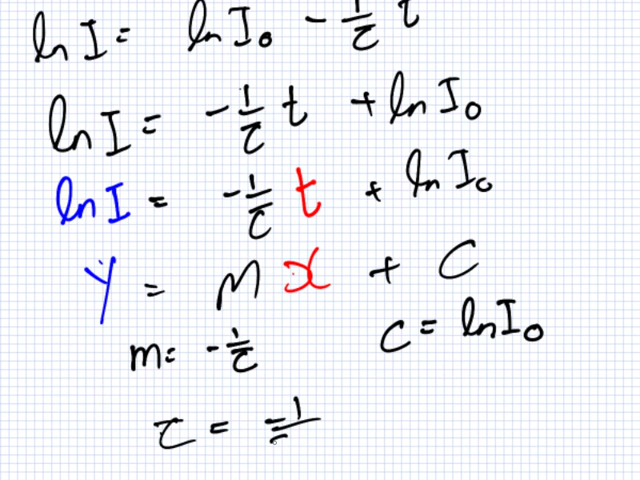 ln I = ln I₀ - 1/τ t
ln I = - 1/τ t + ln I₀
ln I = - 1/τ t + ln I₀
y = m x + c
m = - 1/τ c = ln I₀
τ = -1/